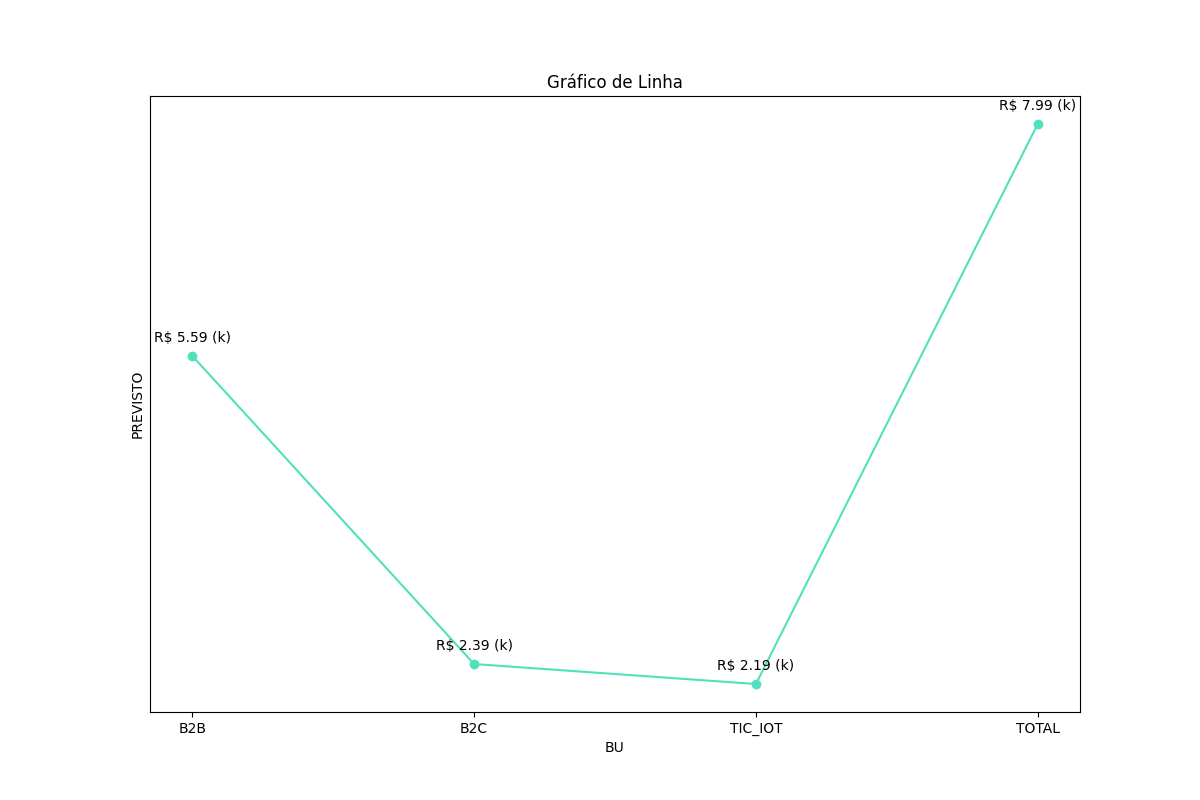 Gráfico de Linha
R$ 7.99 (k)
R$ 5.59 (k)
PREVISTO
R$ 2.39 (k)
R$ 2.19 (k)
B2B
B2C
TIC_IOT
TOTAL
BU